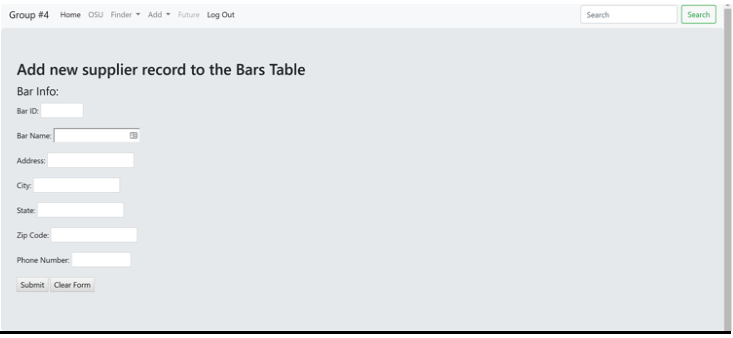 Group #4 Home OSU Finder Add Future Log Out Search Search
Add new supplier record to the Bars Table
Bar Info:
Bar ID:
Bar Name:
Address:
City:
State:
Zip Code:
Phone Number:
Submit Clear Form